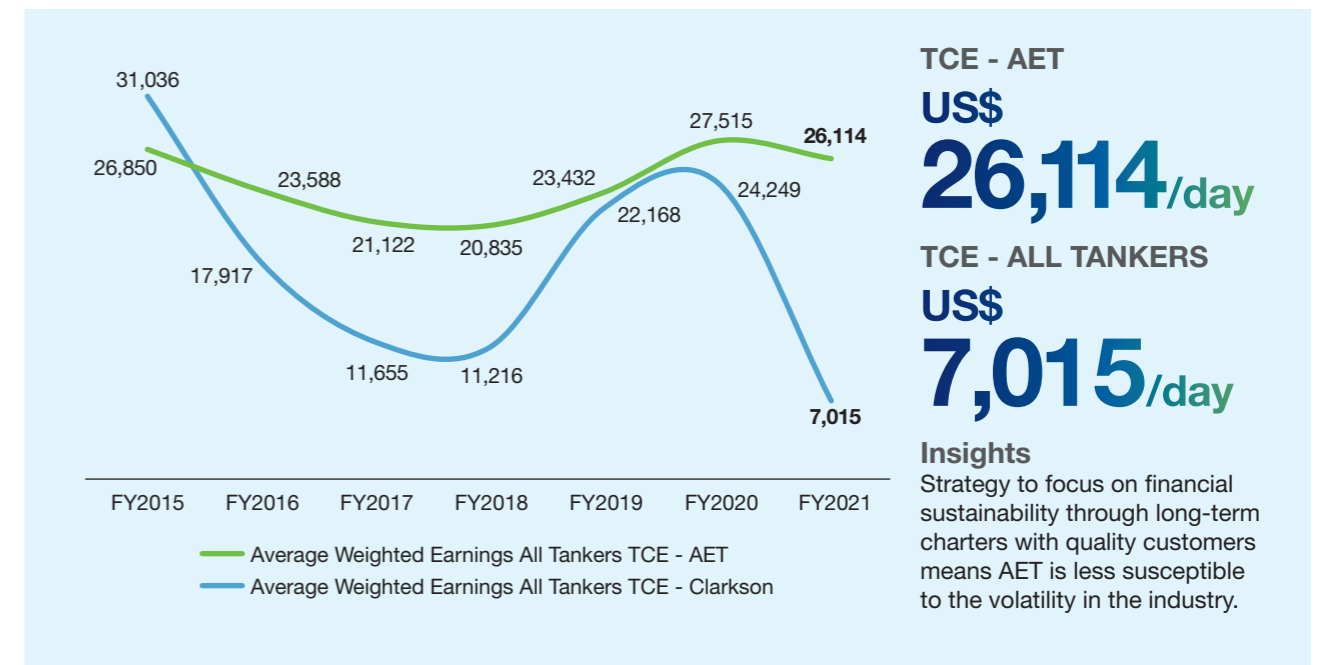 31,036
26,850
23,588
17,917
21,122
11,655
20,835
11,216
23,432
22,168
27,515
24,249
26,114
7,015
FY2015 FY2016 FY2017 FY2018 FY2019 FY2020 FY2021
Average Weighted Earnings All Tankers TCE - AET
Average Weighted Earnings All Tankers TCE - Clarkson
TCE - AET
US$
26,114/day
TCE - ALL TANKERS
US$
7,015/day
Insights
Strategy to focus on financial
sustainability through long-term
charters with quality customers
means AET is less susceptible
to the volatility in the industry.